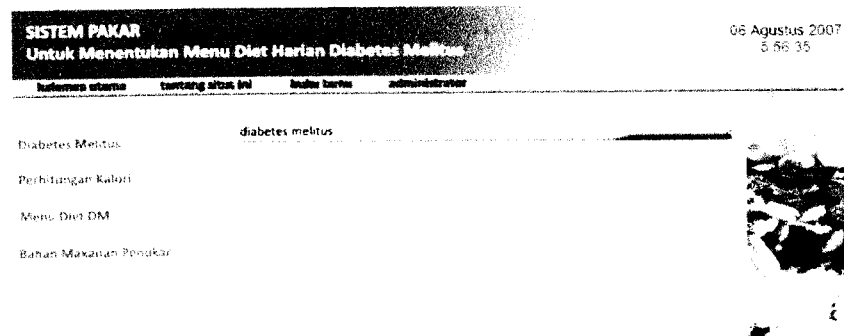 SISTEM PAKAR
Untuk Menentukan Menu Diet Harian Diabetes Melitus
06 Agustus 2007
5:56:35
halaman utama tentang situs ini buku tamu administrator
diabetes melitus
Diabetes Melitus
Perhitungan Kalori
Menu Diet DM
Bahan Makanan Penukar